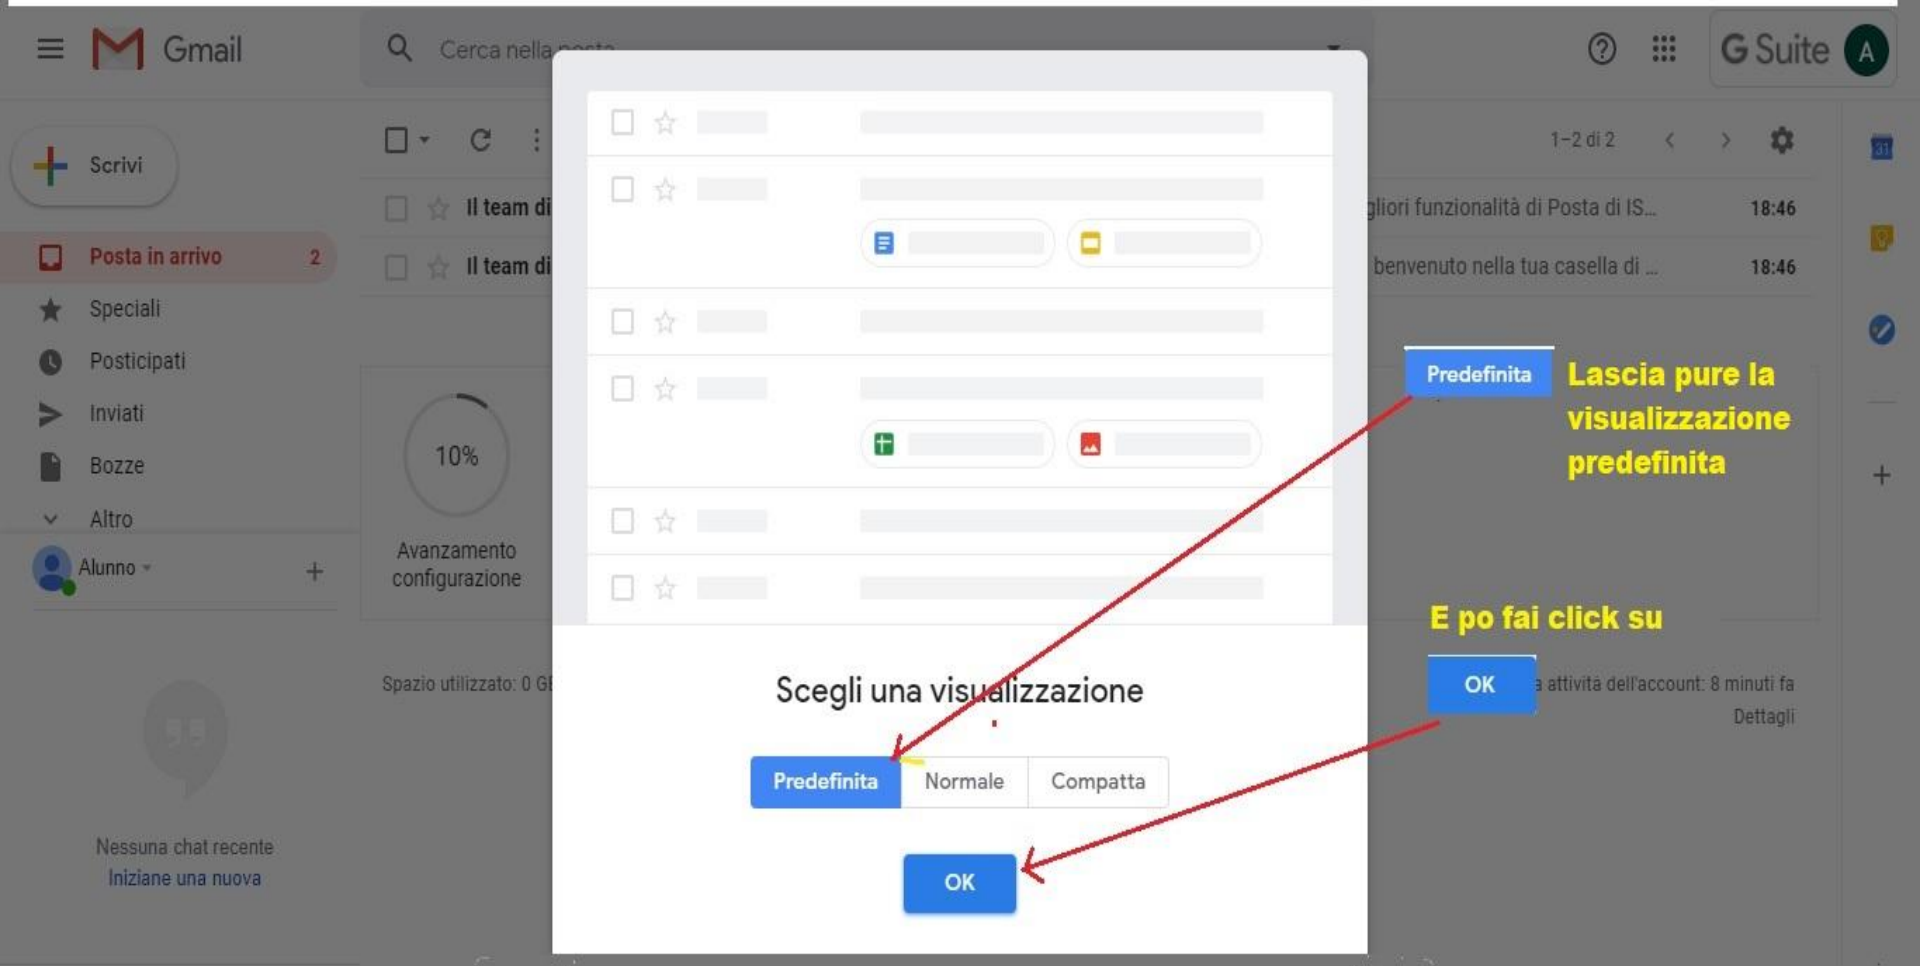 Gmail
Cerca nella posta
G Suite
A
Scrivi
1–2 di 2
31
Il team di
gliori funzionalità di Posta di IS...
18:46
Posta in arrivo 2
Il team di
benvenuto nella tua casella di ...
18:46
Speciali
Posticipati
Inviati
Bozze
Altro
Alunno
10%
Avanzamento
configurazione
Predefinita
Lascia pure la
visualizzazione
predefinita
E po fai click su
OK
Spazio utilizzato: 0 GB
attività dell'account: 8 minuti fa
Dettagli
Scegli una visualizzazione
Predefinita Normale Compatta
OK
Nessuna chat recente
Iniziane una nuova